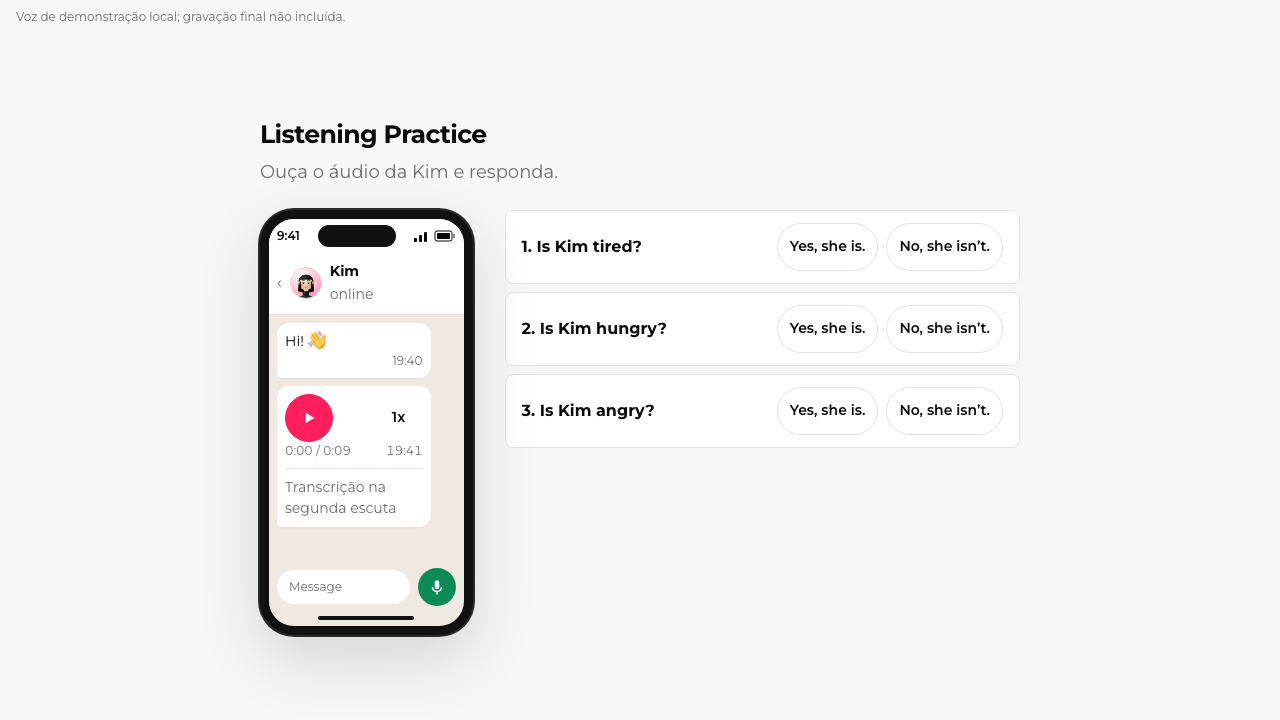 Voz de demonstração local; gravação final não incluída.
Listening Practice
Ouça o áudio da Kim e responda.
9:41
‹
Kim
online
Hi! 👋
19:40
1x
0:00 / 0:09 19:41
Transcrição na
segunda escuta
Message
1. Is Kim tired? Yes, she is. No, she isn’t.
2. Is Kim hungry? Yes, she is. No, she isn’t.
3. Is Kim angry? Yes, she is. No, she isn’t.